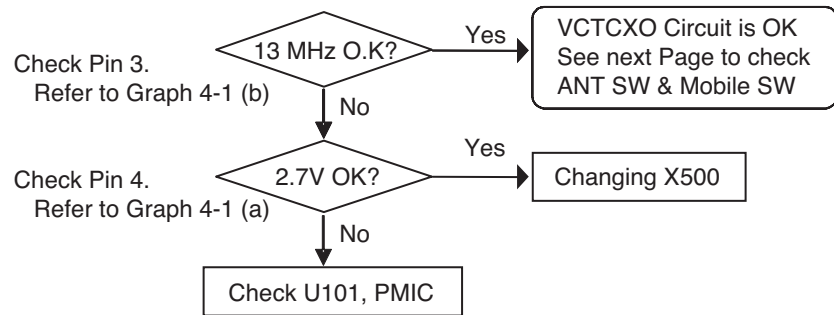 Check Pin 3.
Refer to Graph 4-1 (b)
13 MHz O.K?
Yes
VCTCXO Circuit is OK
See next Page to check
ANT SW & Mobile SW
No
Check Pin 4.
Refer to Graph 4-1 (a)
2.7V OK?
Yes
Changing X500
No
Check U101, PMIC